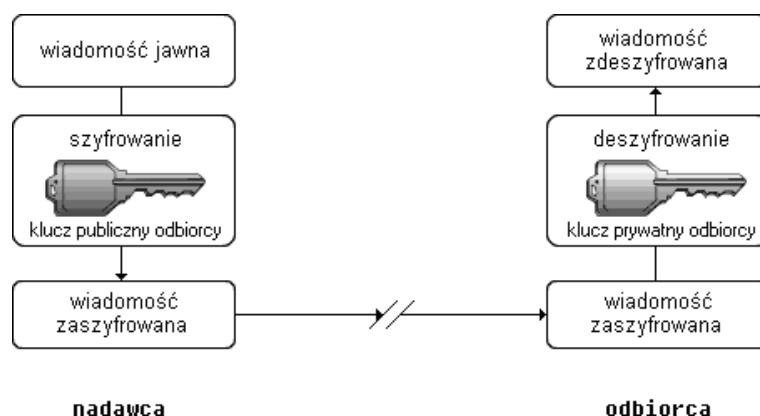 wiadomość jawna
szyfrowanie
klucz publiczny odbiorcy
wiadomość
zaszyfrowana
nadawca
wiadomość
zdeszyfrowana
deszyfrowanie
klucz prywatny odbiorcy
wiadomość
zaszyfrowana
odbiorca